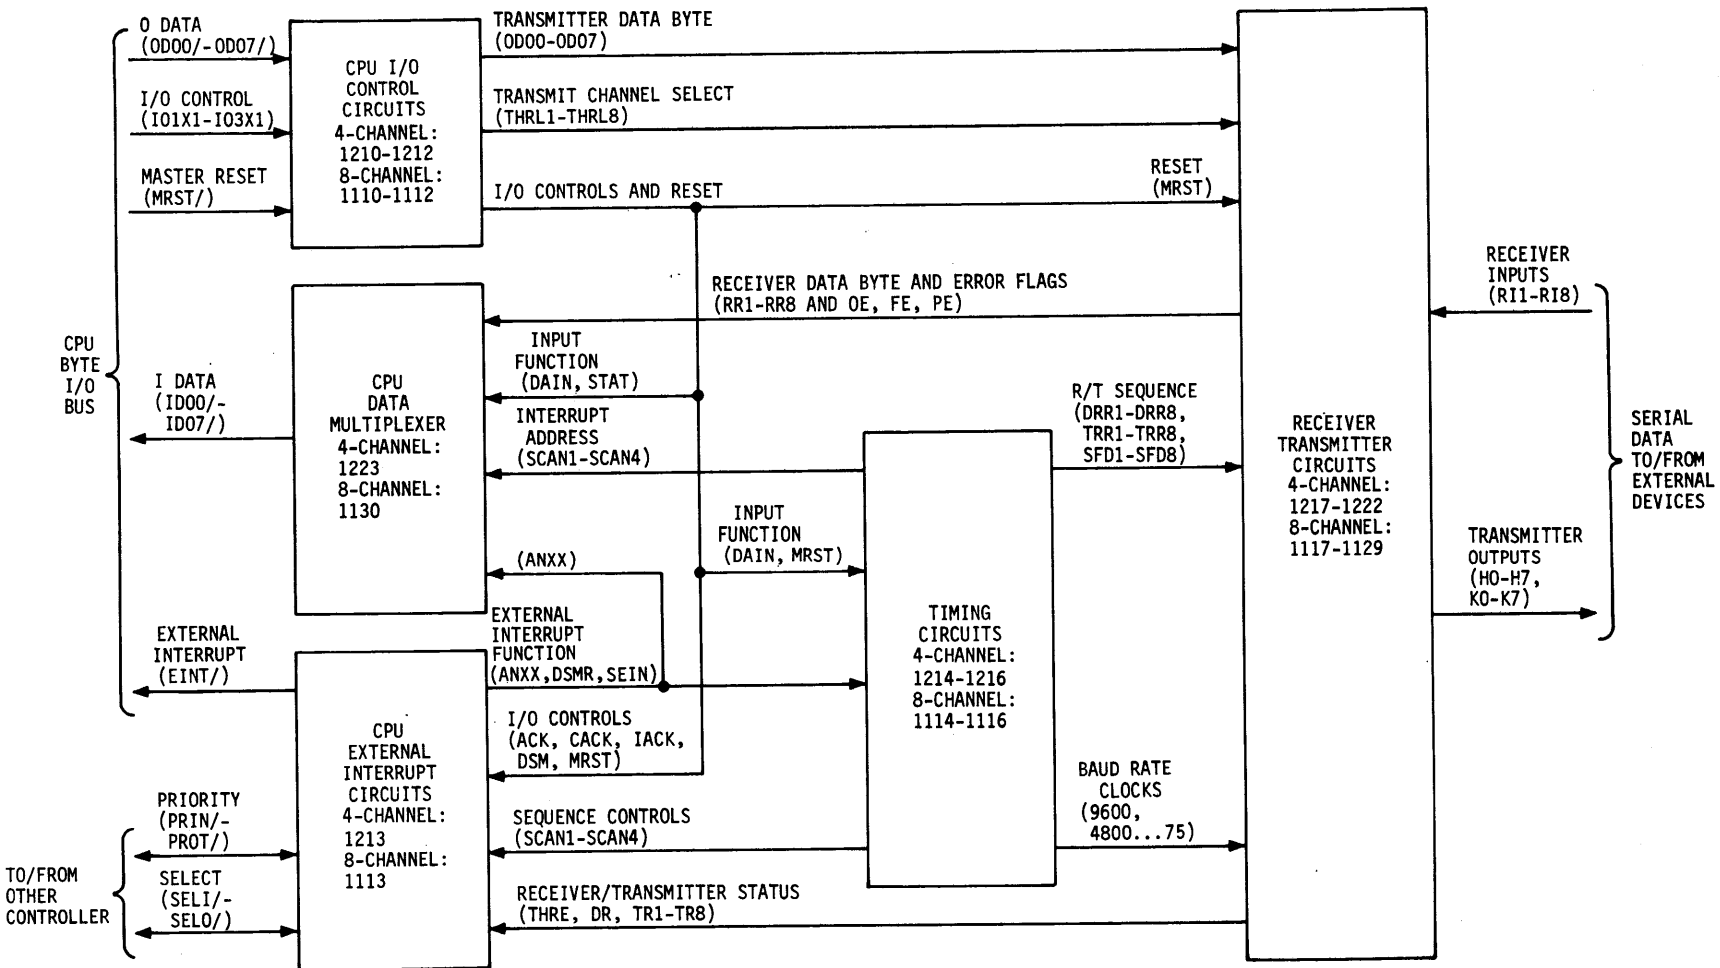 O DATA
(OD00/-OD07/)
I/O CONTROL
(IO1X1-IO3X1)
MASTER RESET
(MRST/)
CPU I/O
CONTROL
CIRCUITS
4-CHANNEL:
1210-1212
8-CHANNEL:
1110-1112
TRANSMITTER DATA BYTE
(OD00-OD07)
TRANSMIT CHANNEL SELECT
(THRL1-THRL8)
I/O CONTROLS AND RESET
RESET
(MRST)
RECEIVER DATA BYTE AND ERROR FLAGS
(RR1-RR8 AND OE, FE, PE)
CPU
BYTE
I/O
BUS
I DATA
(ID00/-
ID07/)
CPU
DATA
MULTIPLEXER
4-CHANNEL:
1223
8-CHANNEL:
1130
INPUT
FUNCTION
(DAIN, STAT)
INTERRUPT
ADDRESS
(SCAN1-SCAN4)
(ANXX)
INPUT
FUNCTION
(DAIN, MRST)
R/T SEQUENCE
(DRR1-DRR8,
TRR1-TRR8,
SFD1-SFD8)
RECEIVER
TRANSMITTER
CIRCUITS
4-CHANNEL:
1217-1222
8-CHANNEL:
1117-1129
RECEIVER
INPUTS
(RI1-RI8)
SERIAL
DATA
TO/FROM
EXTERNAL
DEVICES
TRANSMITTER
OUTPUTS
(H0-H7,
K0-K7)
EXTERNAL
INTERRUPT
(EINT/)
EXTERNAL
INTERRUPT
FUNCTION
(ANXX,DSMR,SEIN)
TIMING
CIRCUITS
4-CHANNEL:
1214-1216
8-CHANNEL:
1114-1116
CPU
EXTERNAL
INTERRUPT
CIRCUITS
4-CHANNEL:
1213
8-CHANNEL:
1113
I/O CONTROLS
(ACK, CACK, IACK,
DSM, MRST)
SEQUENCE CONTROLS
(SCAN1-SCAN4)
BAUD RATE
CLOCKS
(9600,
4800...75)
RECEIVER/TRANSMITTER STATUS
(THRE, DR, TR1-TR8)
TO/FROM
OTHER
CONTROLLER
PRIORITY
(PRIN/-
PROT/)
SELECT
(SELI/-
SELO/)